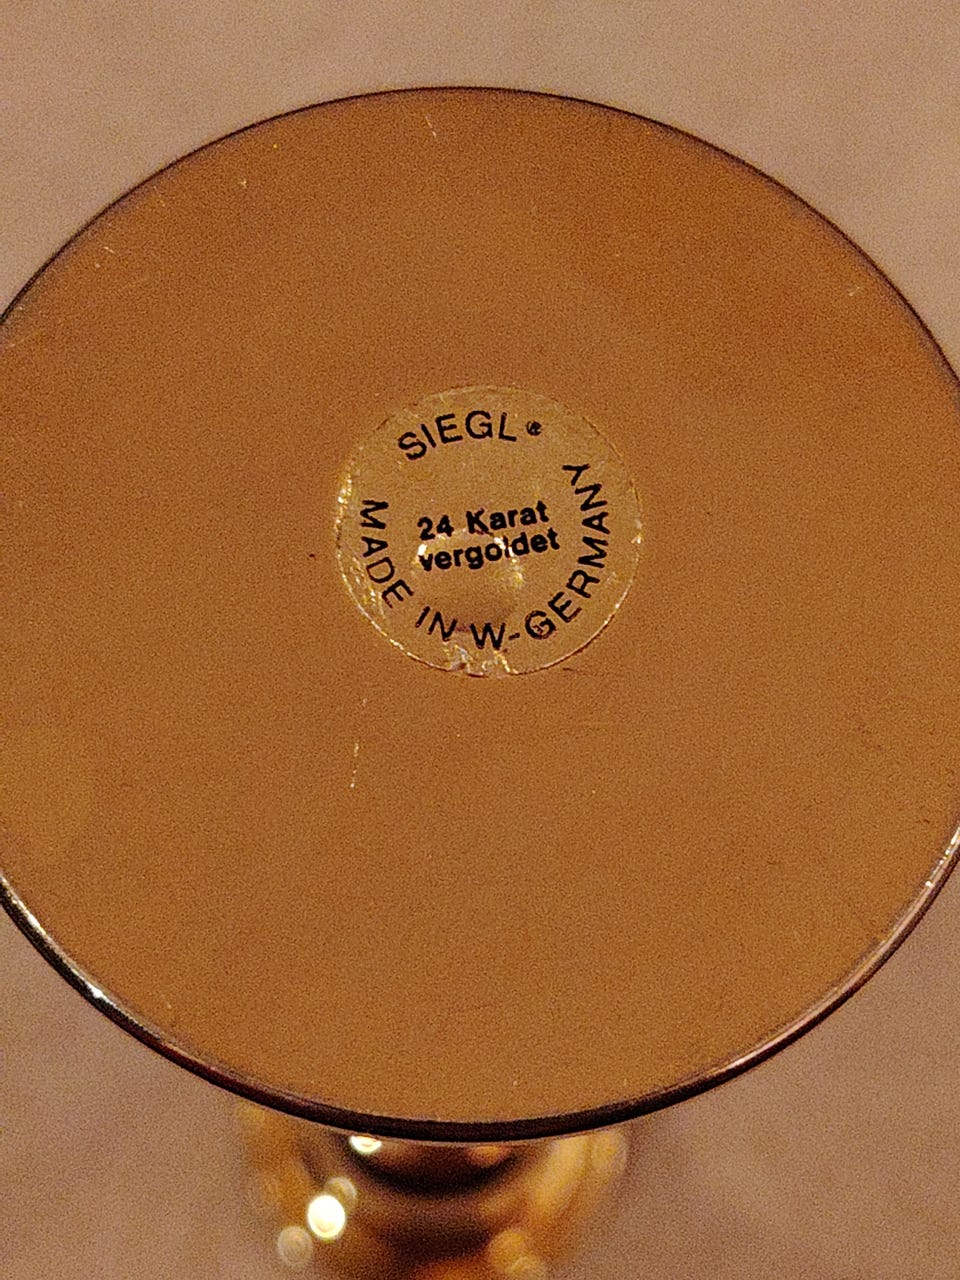 SIEGL®
24 Karat
vergoldet
MADE IN W-GERMANY